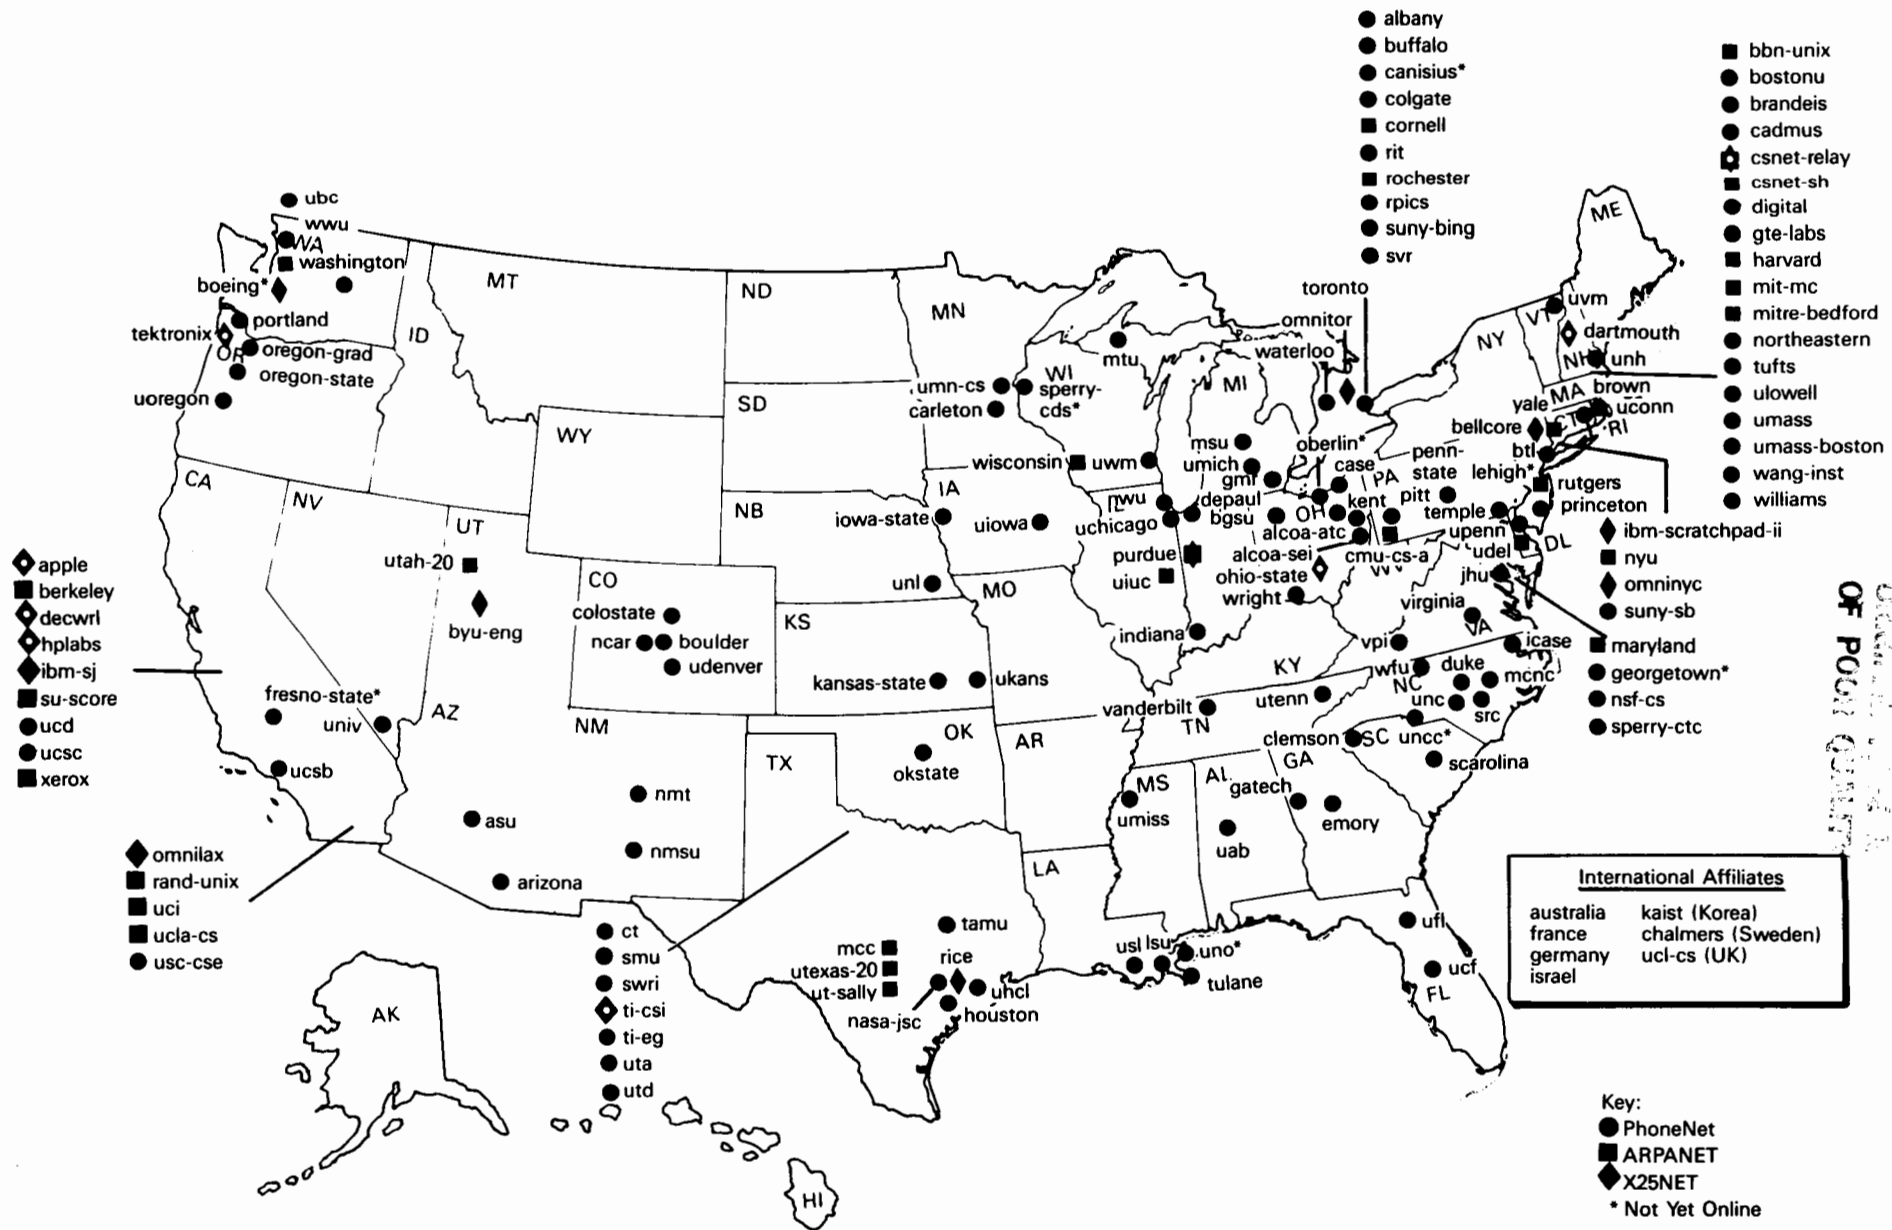 albany
buffalo
canisius*
colgate
cornell
rit
rochester
rpics
suny-bing
svr
bbn-unix
bostonu
brandeis
cadmus
csnet-relay
csnet-sh
digital
gte-labs
harvard
mit-mc
mitre-bedford
northeastern
tufts
ulowell
umass
umass-boston
wang-inst
williams
ubc
wwu
WA
washington
boeing*
portland
tektronix
OR
oregon-grad
oregon-state
uoregon
ID
MT
ND
SD
WY
NB
MN
WI
MI
IA
IL
CA
NV
UT
utah-20
byu-eng
CO
colostate
ncar
boulder
udenver
KS
kansas-state
ukans
MO
mtu
umn-cs
sperry-
cds*
carleton
wisconsin
uwm
iowa-state
uiowa
unl
nwu
uchicago
depaul
bgsu
purdue
uiuc
indiana
msu
umich
gmr
toronto
omnitor
waterloo
oberlin*
case
kent
OH
alcoa-atc
alcoa-sei
ohio-state
wright
cmu-cs-a
PA
penn-
state
pitt
NY
VT
uvm
dartmouth
NH
unh
ME
MA
brown
yale
uconn
CT
RI
bellcore
btl
lehigh*
rutgers
princeton
temple
upenn
udel
DL
jhu
WV
virginia
VA
vpi
icase
ibm-scratchpad-ii
nyu
omninyc
suny-sb
maryland
georgetown*
nsf-cs
sperry-ctc
KY
wfu
duke
mcnc
NC
unc
src
utenn
vanderbilt
TN
clemson
SC
uncc*
scarolina
GA
gatech
emory
AL
uab
MS
umiss
AR
OK
okstate
LA
TX
NM
nmt
nmsu
AZ
asu
arizona
apple
berkeley
decwrl
hplabs
ibm-sj
su-score
ucd
ucsc
xerox
fresno-state*
univ
ucsb
omnilax
rand-unix
uci
ucla-cs
usc-cse
ct
smu
swri
ti-csi
ti-eg
uta
utd
tamu
mcc
utexas-20
ut-sally
rice
uhcl
houston
nasa-jsc
usl
lsu
uno*
tulane
ufl
ucf
FL
AK
HI
International Affiliates
australia kaist (Korea)
france chalmers (Sweden)
germany ucl-cs (UK)
israel
Key:
PhoneNet
ARPANET
X25NET
* Not Yet Online
OF POOR QUALITY